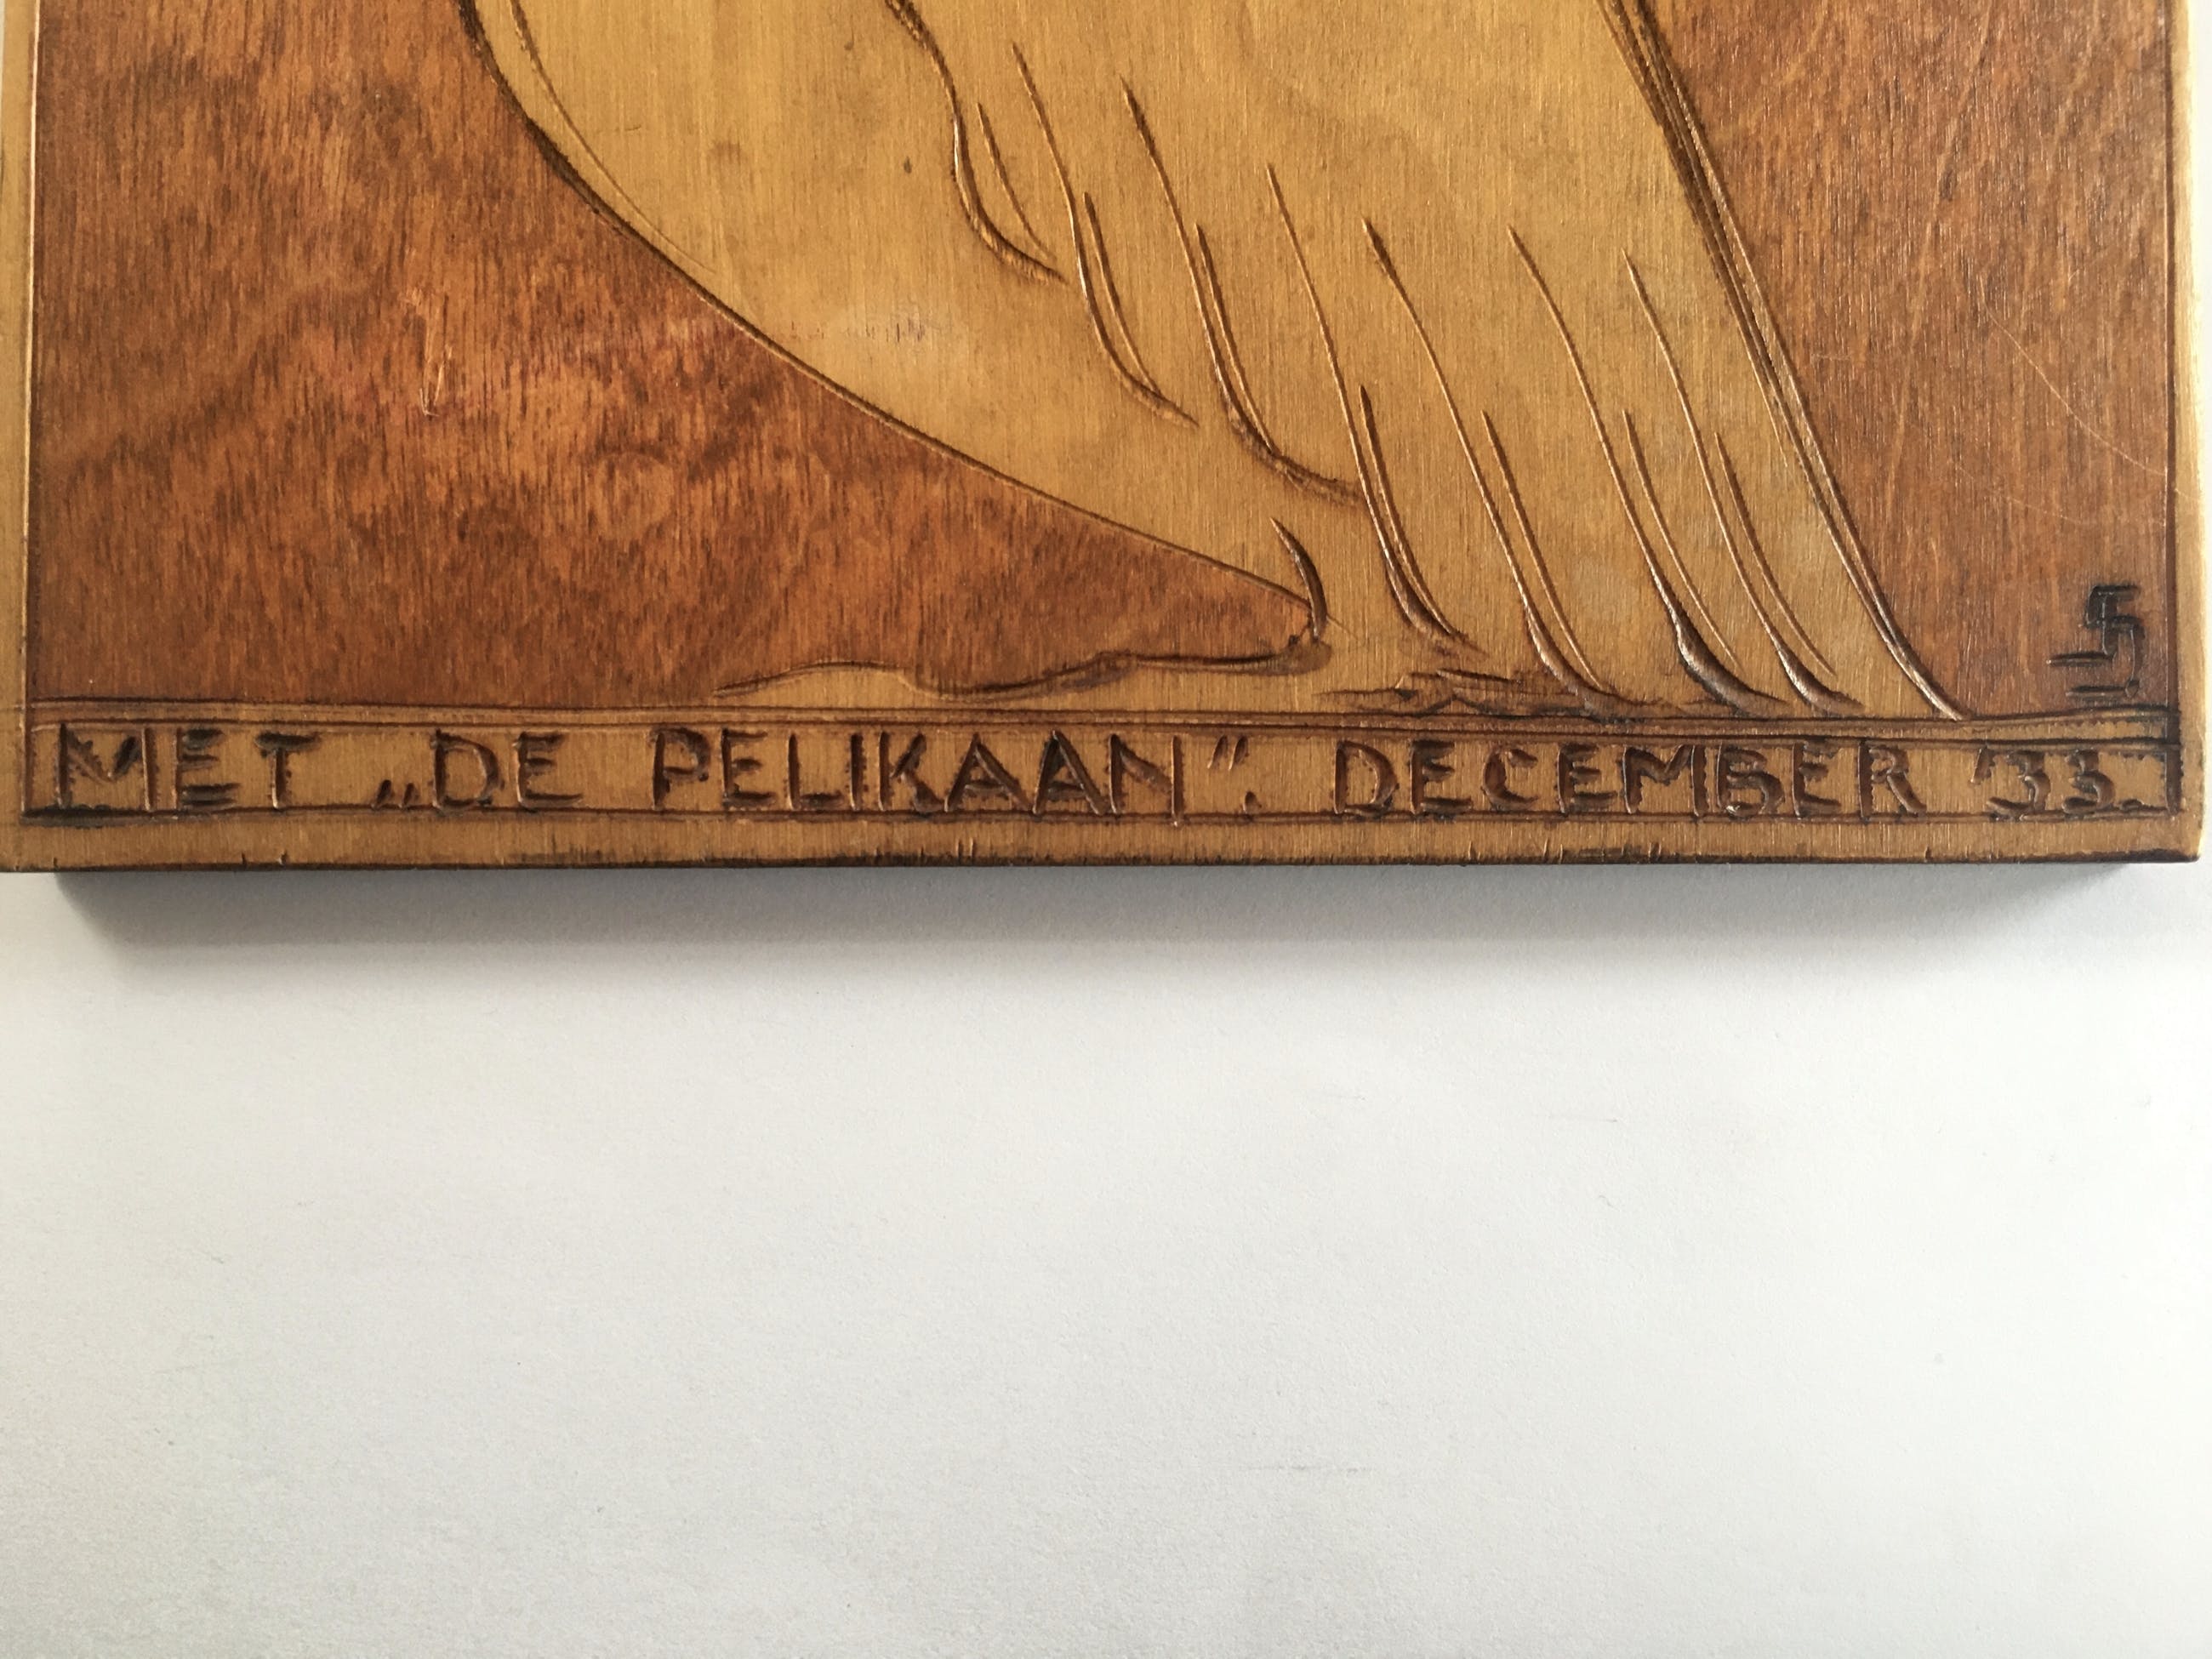 MET „DE PELIKAAN”. DECEMBER '33.